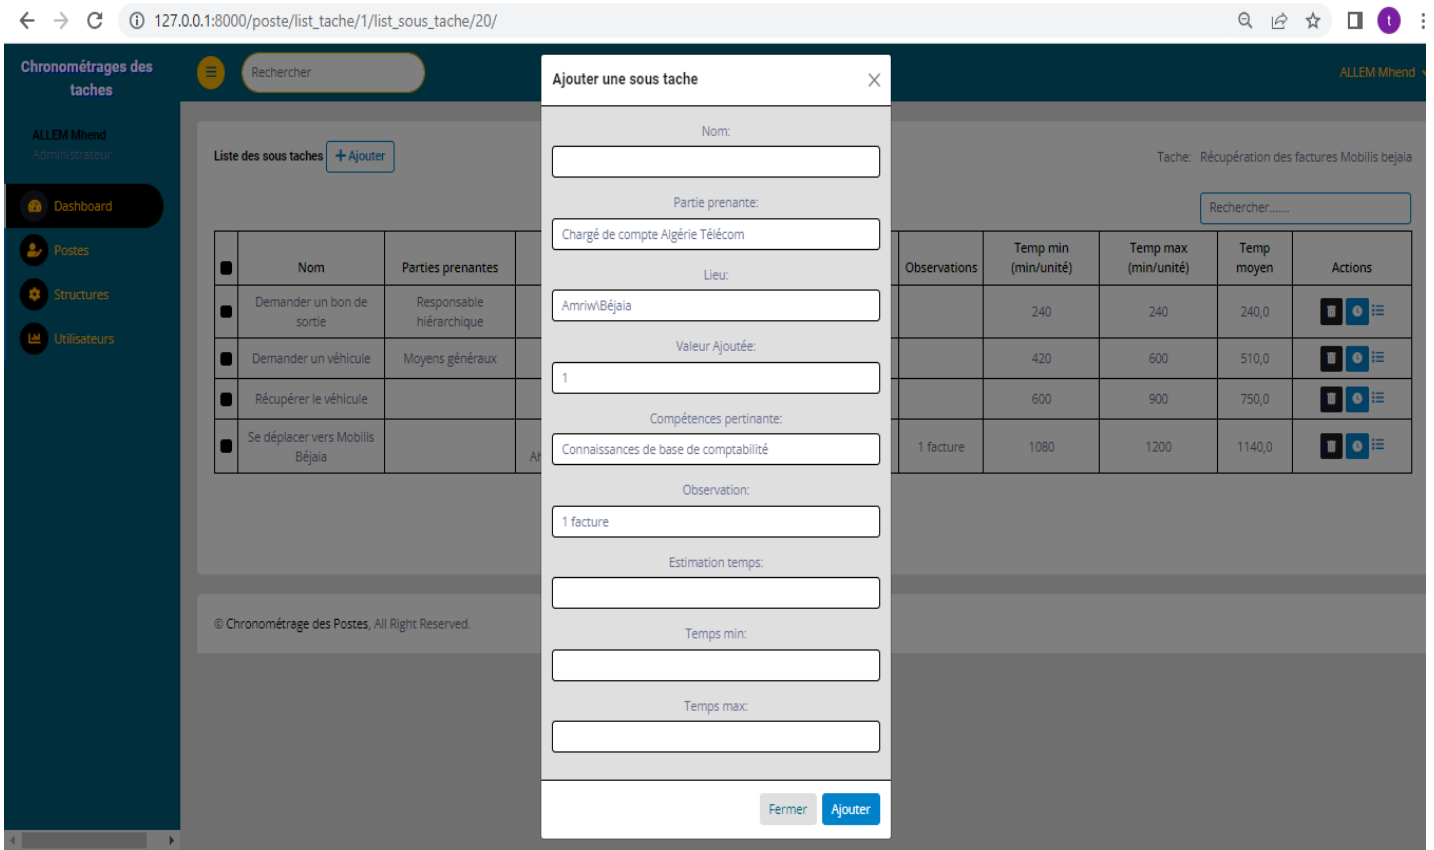 127.0.0.1:8000/poste/list_tache/1/list_sous_tache/20/
t
Chronométrages des
taches
Rechercher
ALLEM Mhend
ALLEM Mhend
Administrateur
Dashboard
Postes
Structures
Utilisateurs
Liste des sous taches
+ Ajouter
Tache: Récupération des factures Mobilis bejaia
Rechercher.......
Nom
Parties prenantes
Observations
Temp min
(min/unité)
Temp max
(min/unité)
Temp
moyen
Actions
Demander un bon de
sortie
Responsable
hiérarchique
240
240
240,0
Demander un véhicule
Moyens généraux
420
600
510,0
Récupérer le véhicule
600
900
750,0
Se déplacer vers Mobilis
Béjaia
1 facture
1080
1200
1140,0
© Chronométrage des Postes, All Right Reserved.
Ajouter une sous tache
Nom:
Partie prenante:
Chargé de compte Algérie Télécom
Lieu:
Amriw\Béjaia
Valeur Ajoutée:
1
Compétences pertinante:
Connaissances de base de comptabilité
Observation:
1 facture
Estimation temps:
Temps min:
Temps max:
Fermer
Ajouter